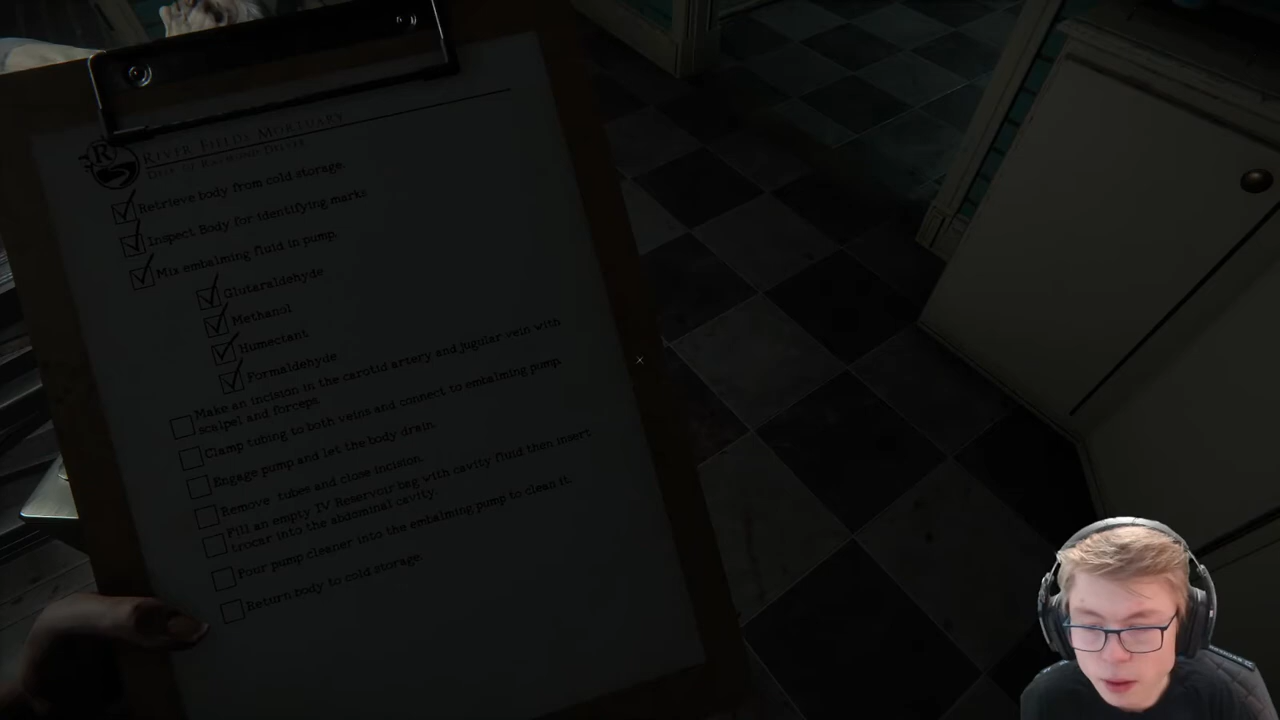 R
RIVER FIELDS MORTUARY
DESK OF RAYMOND DELVER
Retrieve body from cold storage.
Inspect Body for identifying marks
Mix embalming fluid in pump.
Glutaraldehyde
Methanol
Humectant
Formaldehyde
Make an incision in the carotid artery and jugular vein with
scalpel and forceps
Clamp tubing to both veins and connect to embalming pump
Engage pump and let the body drain.
Remove tubes and close incision.
Fill an empty IV Reservoir bag with cavity fluid then insert
trocar into the abdominal cavity.
Pour pump cleaner into the embalming pump to clean it.
Return body to cold storage.